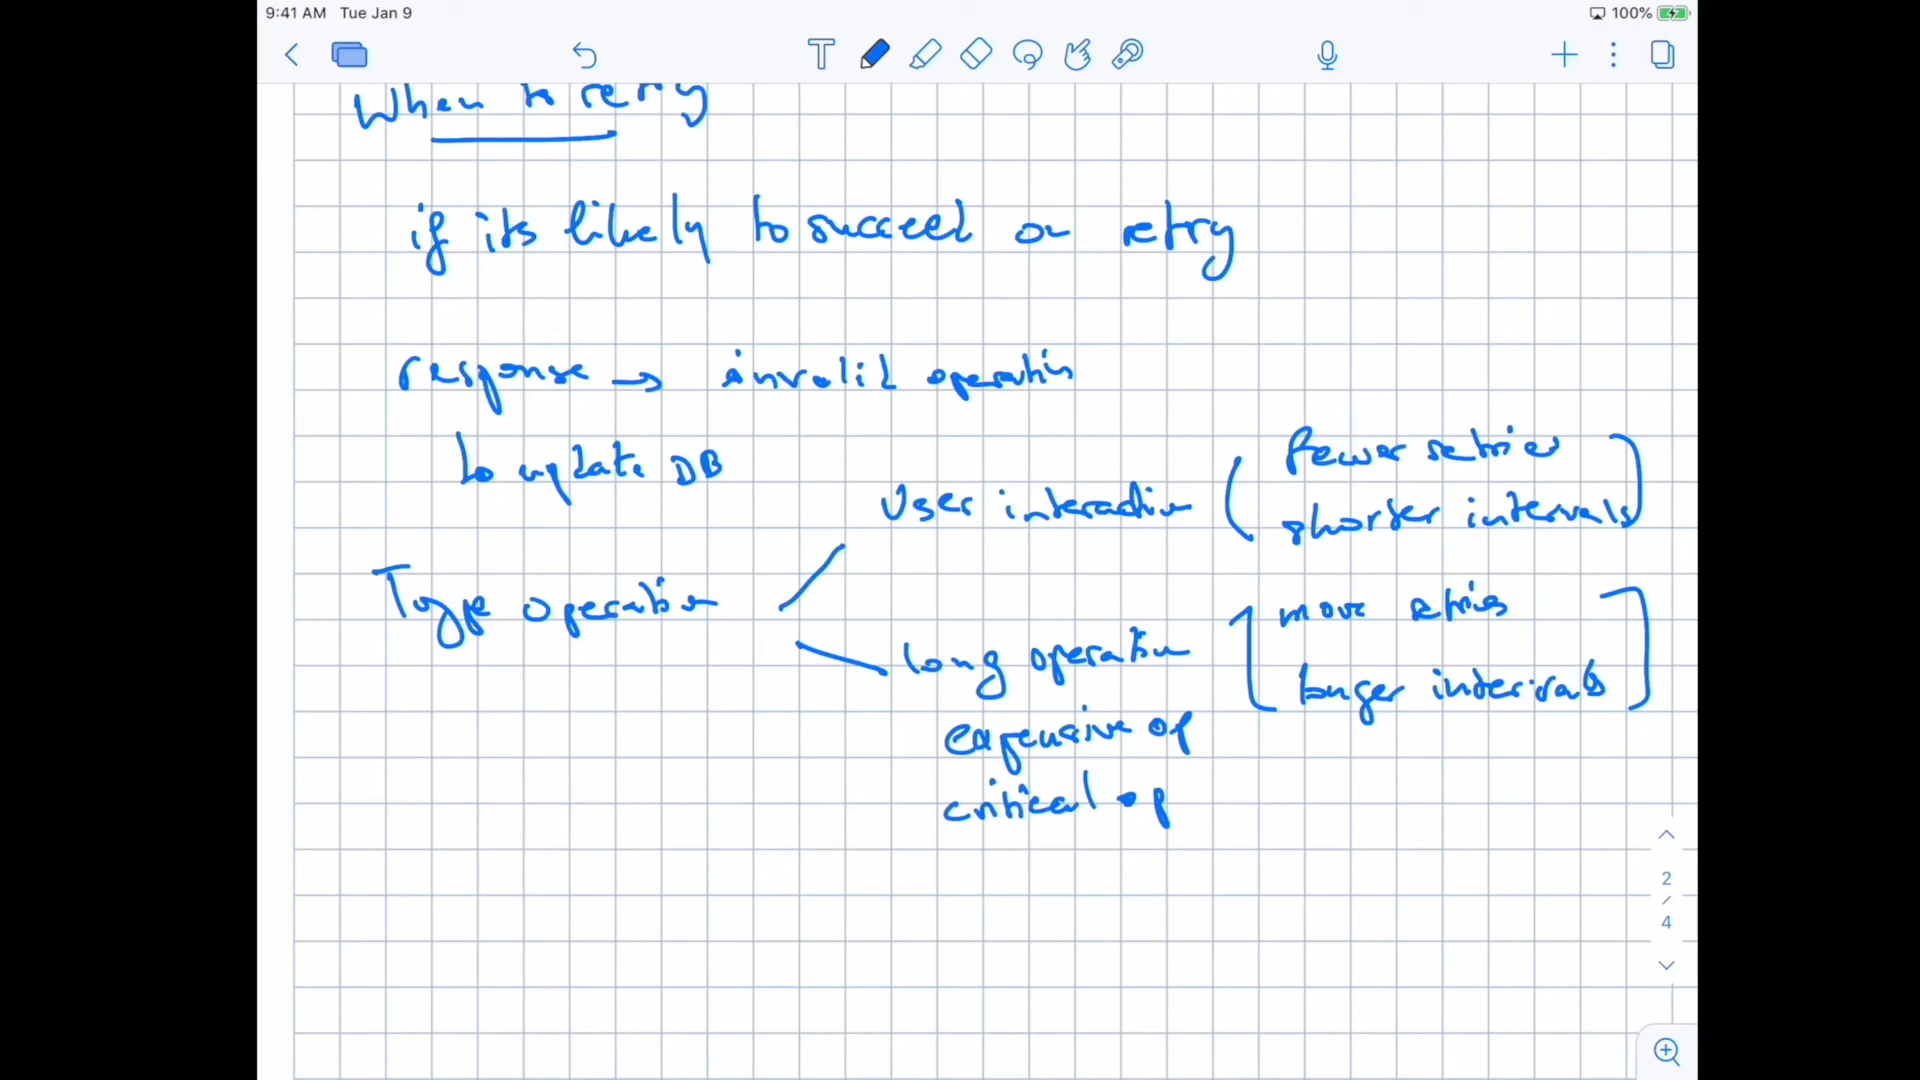 9:41 AM Tue Jan 9
100%
When to retry
if its likely to succeed on retry
response → invalid operation
to update DB
User interaction
fewer retries
shorter intervals
Type operation
long operation
more retries
longer intervals
expensive op
critical op
2
/
4